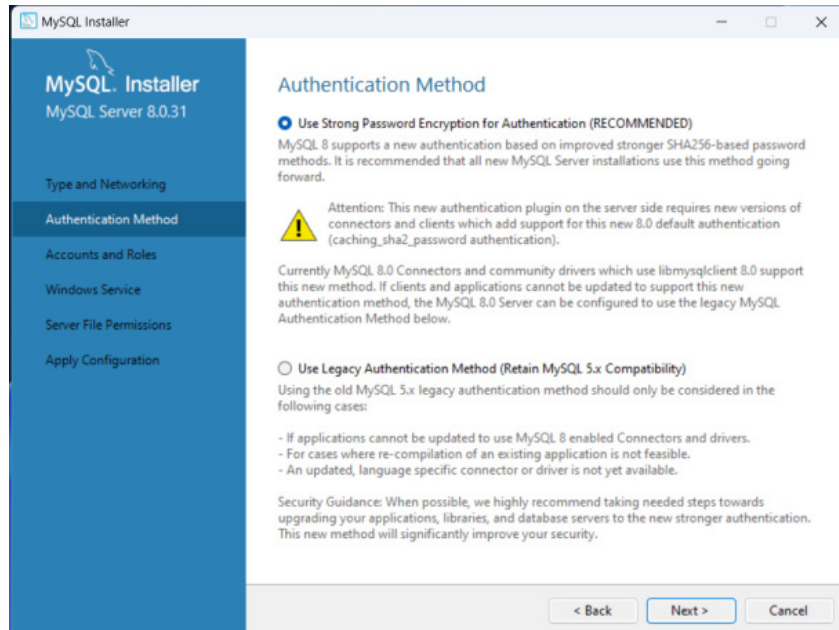 MySQL Installer
MySQL. Installer
MySQL Server 8.0.31
Type and Networking
Authentication Method
Accounts and Roles
Windows Service
Server File Permissions
Apply Configuration
Authentication Method
Use Strong Password Encryption for Authentication (RECOMMENDED)
MySQL 8 supports a new authentication based on improved stronger SHA256-based password
methods. It is recommended that all new MySQL Server installations use this method going
forward.
Attention: This new authentication plugin on the server side requires new versions of
connectors and clients which add support for this new 8.0 default authentication
(caching_sha2_password authentication).
Currently MySQL 8.0 Connectors and community drivers which use libmysqlclient 8.0 support
this new method. If clients and applications cannot be updated to support this new
authentication method, the MySQL 8.0 Server can be configured to use the legacy MySQL
Authentication Method below.
Use Legacy Authentication Method (Retain MySQL 5.x Compatibility)
Using the old MySQL 5.x legacy authentication method should only be considered in the
following cases:
- If applications cannot be updated to use MySQL 8 enabled Connectors and drivers.
- For cases where re-compilation of an existing application is not feasible.
- An updated, language specific connector or driver is not yet available.
Security Guidance: When possible, we highly recommend taking needed steps towards
upgrading your applications, libraries, and database servers to the new stronger authentication.
This new method will significantly improve your security.
< Back
Next >
Cancel